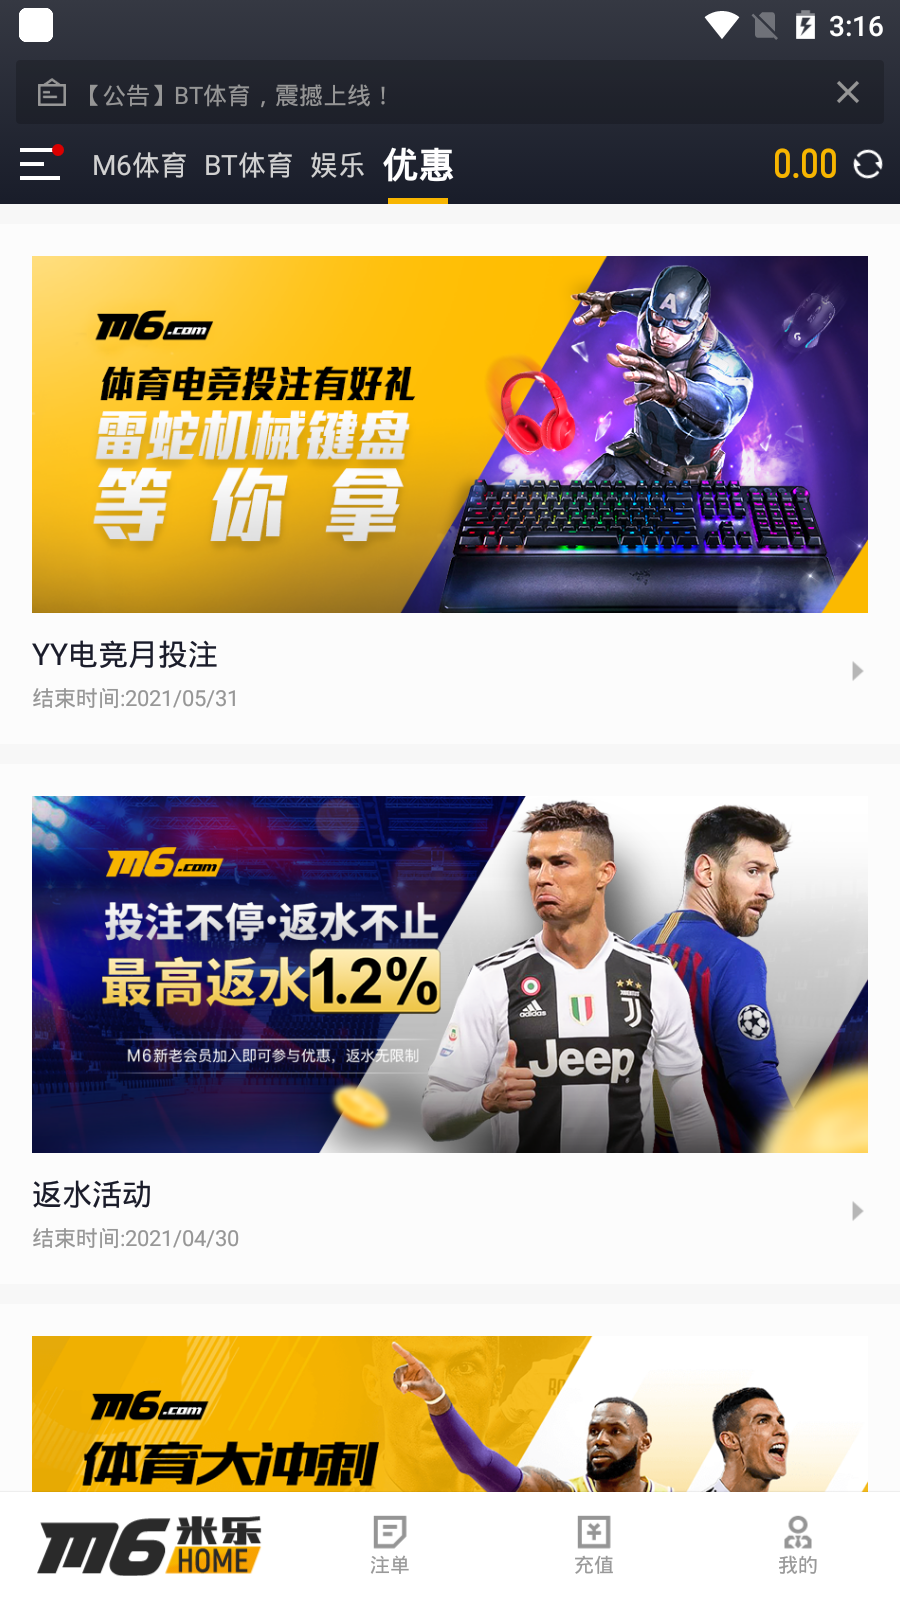 3:16
【公告】BT体育，震撼上线！
M6体育 BT体育 娱乐 优惠 0.00
M6.com
体育电竞投注有好礼
雷蛇机械键盘
等你拿
YY电竞月投注
结束时间:2021/05/31
M6.com
投注不停·返水不止
最高返水1.2%
M6新老会员加入即可参与优惠，返水无限制
adidas
Jeep
返水活动
结束时间:2021/04/30
M6.com
体育大冲刺
M6 米乐
HOME
注单 充值 我的